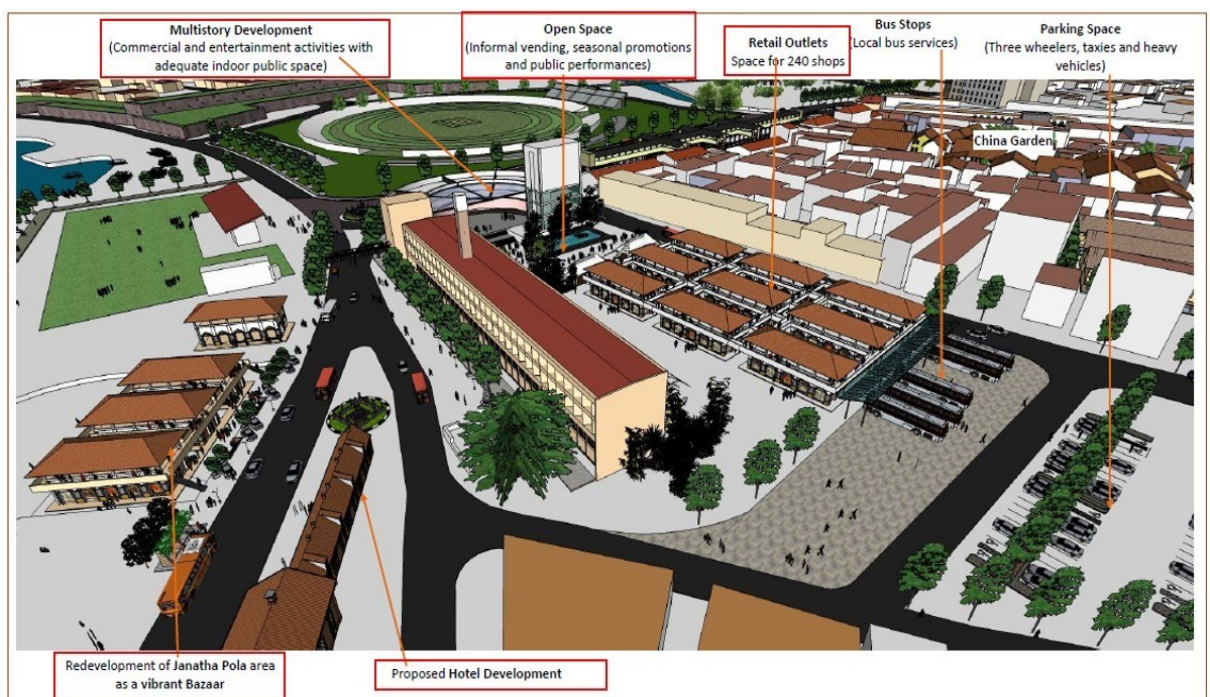 Multistory Development
(Commercial and entertainment activities with
adequate indoor public space)
Open Space
(Informal vending, seasonal promotions
and public performances)
Retail Outlets
Space for 240 shops
Bus Stops
(Local bus services)
Parking Space
(Three wheelers, taxies and heavy
vehicles)
China Garden
Redevelopment of Janatha Pola area
as a vibrant Bazaar
Proposed Hotel Development